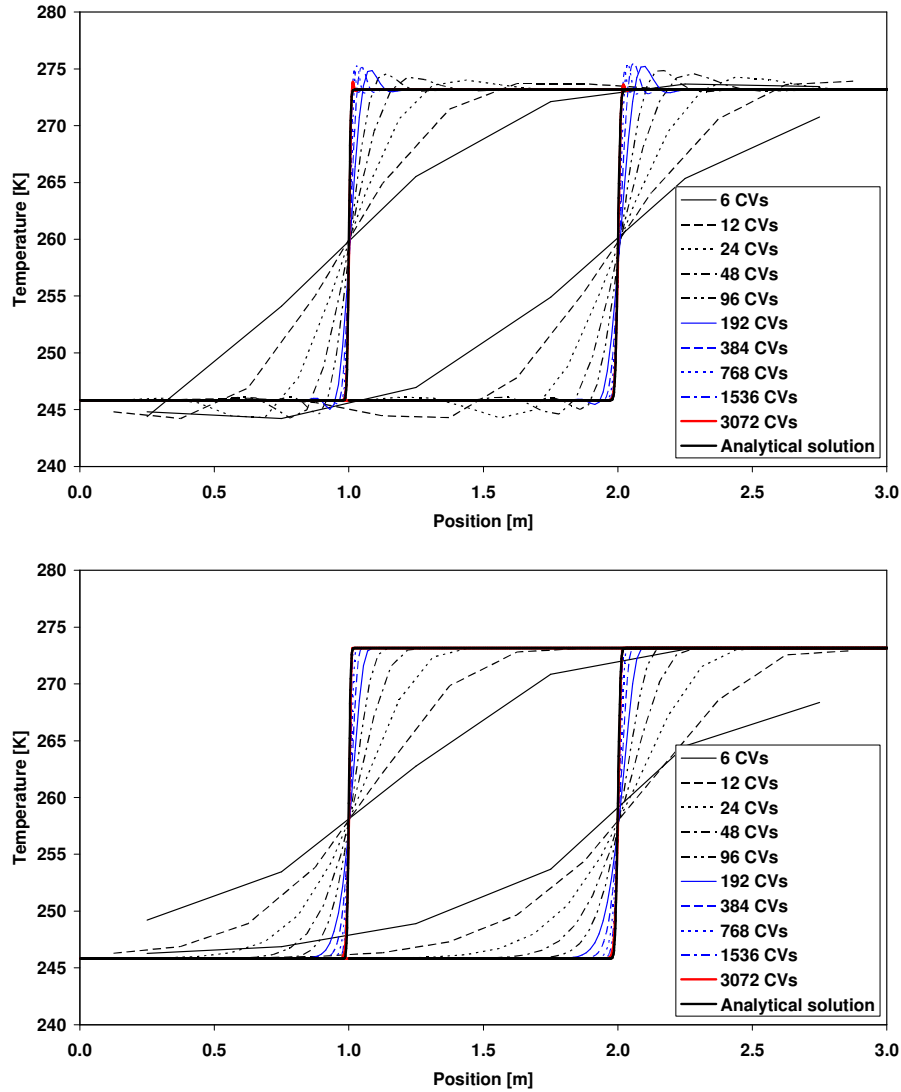 280
275
270
265
260
255
250
245
240
Temperature [K]
0.0 0.5 1.0 1.5 2.0 2.5 3.0
Position [m]
6 CVs
12 CVs
24 CVs
48 CVs
96 CVs
192 CVs
384 CVs
768 CVs
1536 CVs
3072 CVs
Analytical solution
280
275
270
265
260
255
250
245
240
Temperature [K]
0.0 0.5 1.0 1.5 2.0 2.5 3.0
Position [m]
6 CVs
12 CVs
24 CVs
48 CVs
96 CVs
192 CVs
384 CVs
768 CVs
1536 CVs
3072 CVs
Analytical solution